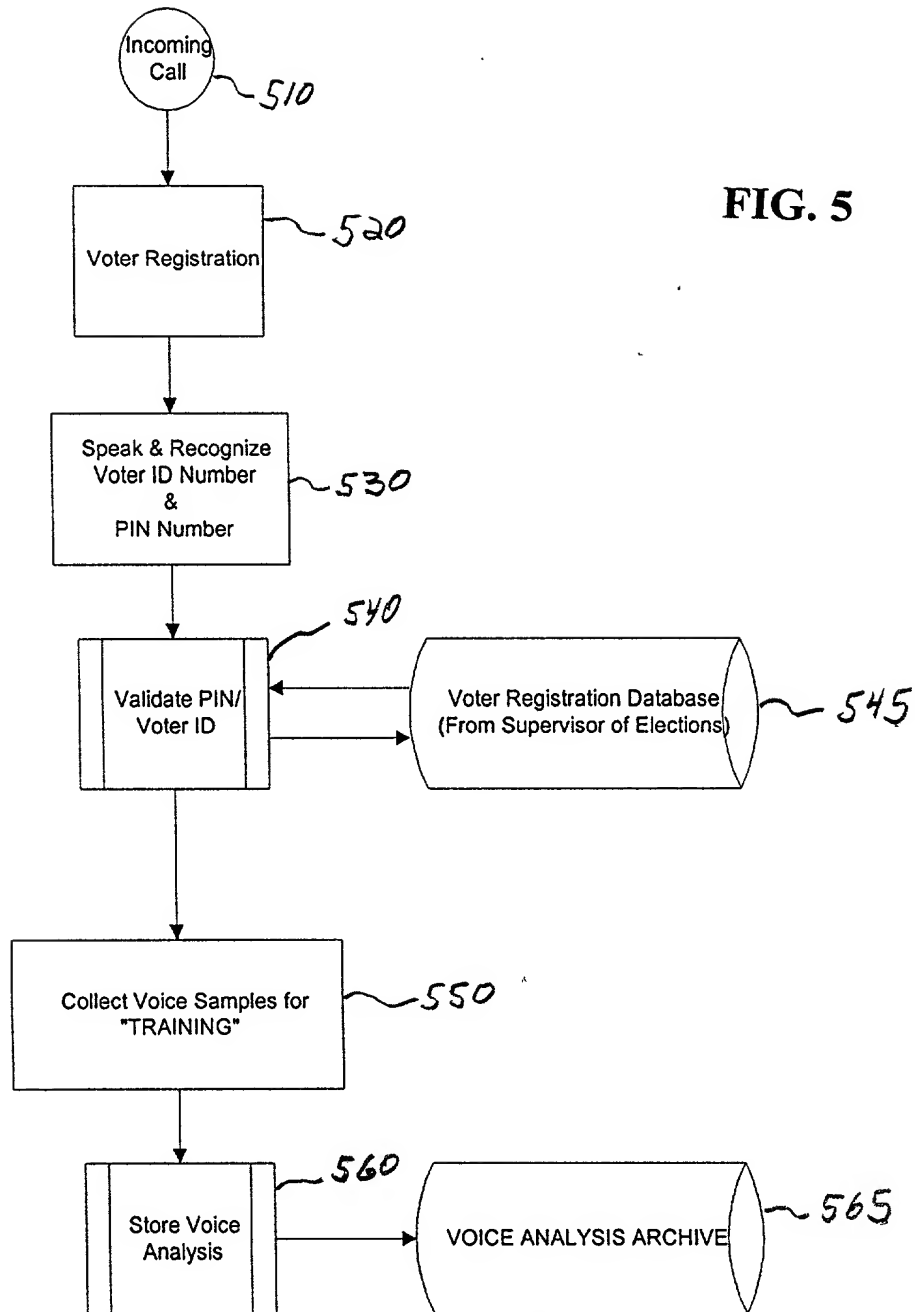 Incoming
Call
510
FIG. 5
Voter Registration
520
Speak & Recognize
Voter ID Number
&
PIN Number
530
540
Validate PIN/
Voter ID
Voter Registration Database
(From Supervisor of Elections)
545
Collect Voice Samples for
"TRAINING"
550
560
Store Voice
Analysis
VOICE ANALYSIS ARCHIVE
565